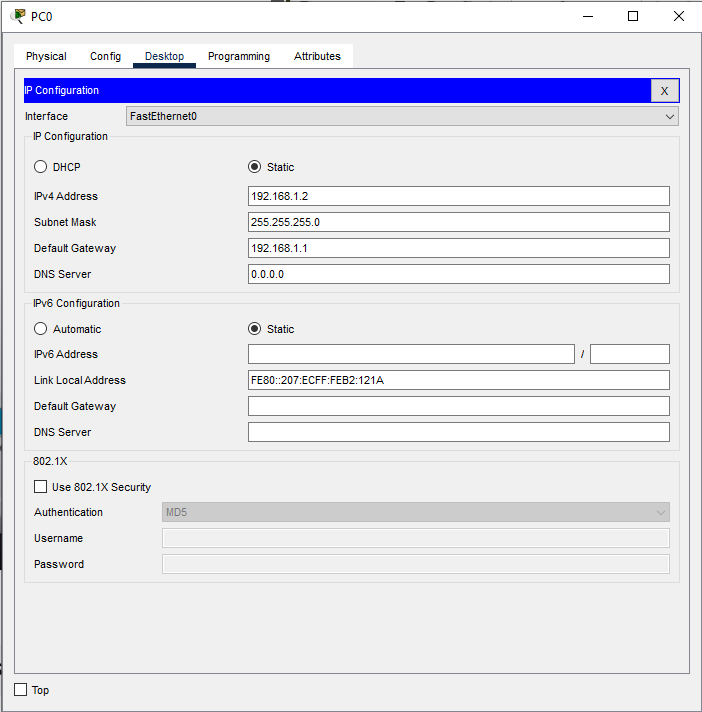 PC0
Physical Config Desktop Programming Attributes
IP Configuration
X
Interface FastEthernet0
IP Configuration
DHCP Static
IPv4 Address 192.168.1.2
Subnet Mask 255.255.255.0
Default Gateway 192.168.1.1
DNS Server 0.0.0.0
IPv6 Configuration
Automatic Static
IPv6 Address /
Link Local Address FE80::207:ECFF:FEB2:121A
Default Gateway
DNS Server
802.1X
Use 802.1X Security
Authentication MD5
Username
Password
Top